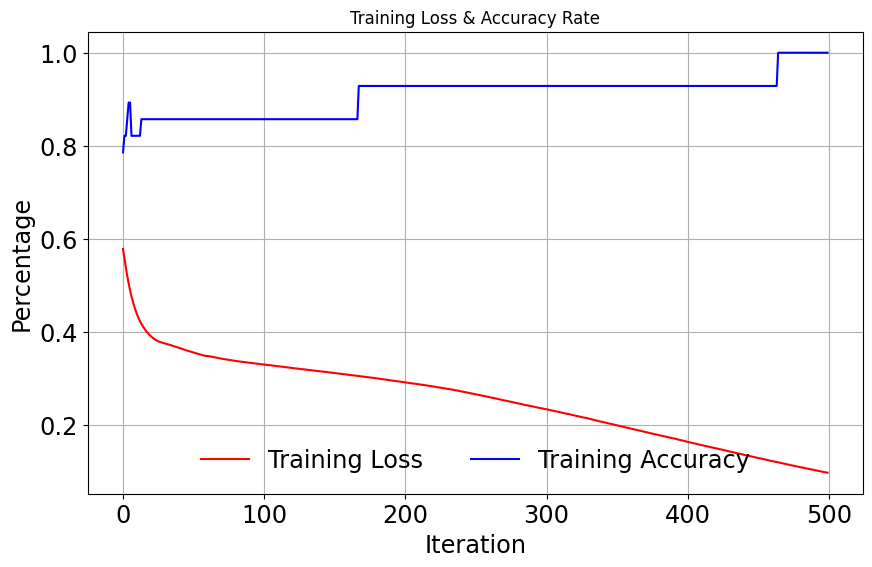 Training Loss & Accuracy Rate
1.0
0.8
0.6
0.4
0.2
Percentage
Training Loss
Training Accuracy
0 100 200 300 400 500
Iteration